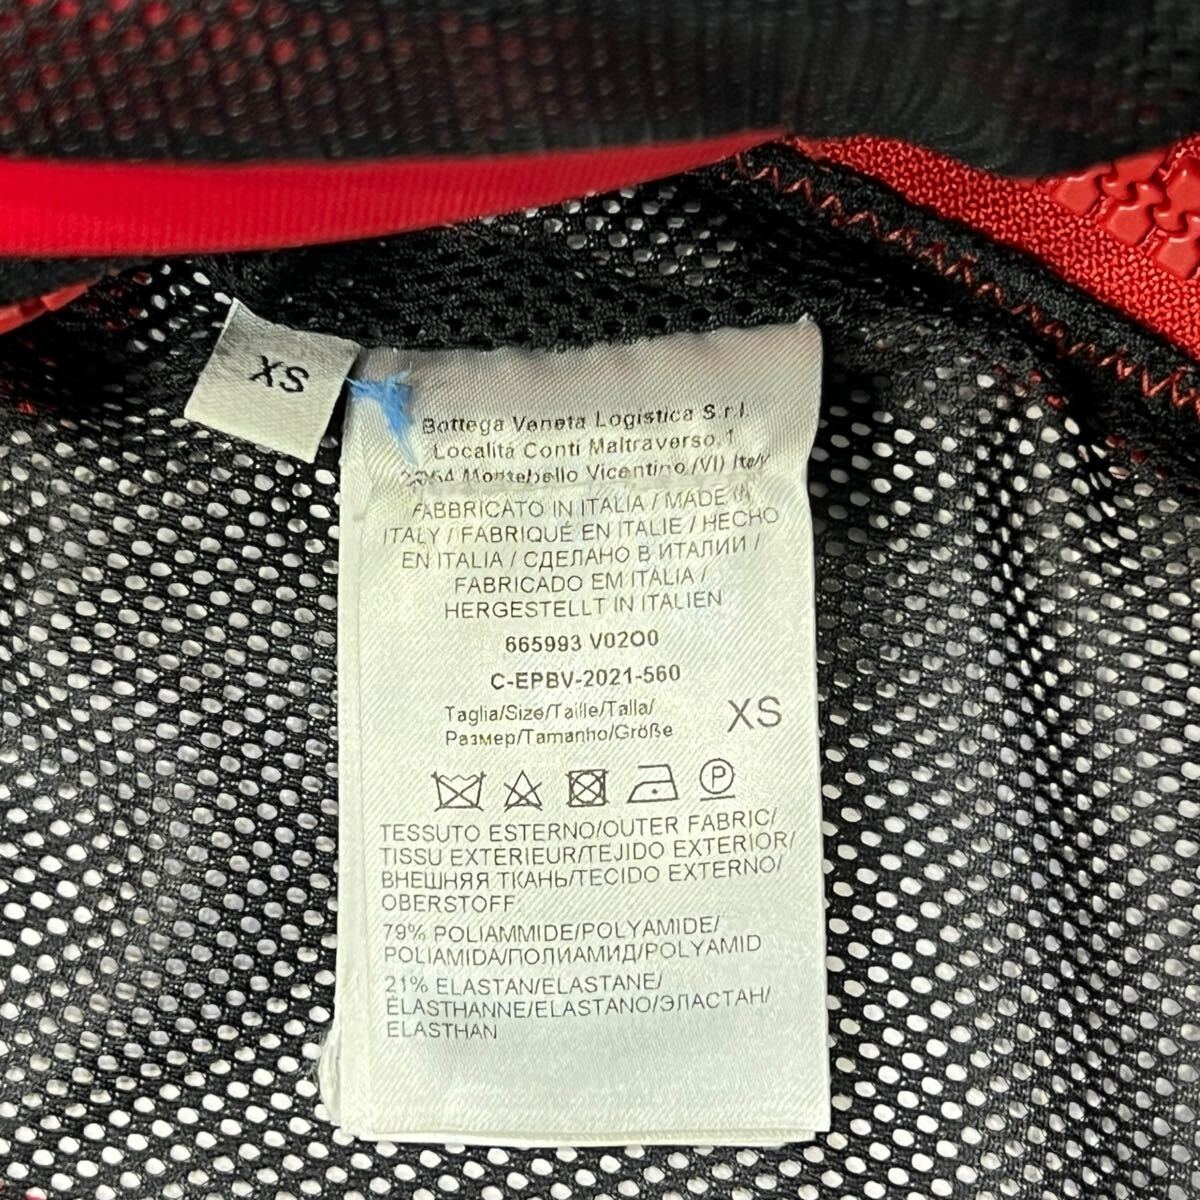 XS
Bottega Veneta Logistica S.r.l.
Località Conti Maltraverso, 1
Montebello Vicentino (VI) Italy
FABBRICATO IN ITALIA / MADE IN
ITALY / FABRIQUÉ EN ITALIE / HECHO
EN ITALIA / СДЕЛАНО В ИТАЛИИ /
FABRICADO EM ITÁLIA /
HERGESTELLT IN ITALIEN
665993 V02O0
C-EPBV-2021-560
Taglia/Size/Taille/Talla/
Размер/Tamanho/Größe
XS
P
TESSUTO ESTERNO/OUTER FABRIC/
TISSU EXTÉRIEUR/TEJIDO EXTERIOR/
ВНЕШНЯЯ ТКАНЬ/TECIDO EXTERNO/
OBERSTOFF:
79% POLIAMMIDE/POLYAMIDE/
POLIAMIDA/ПОЛИАМИД/POLYAMID
21% ELASTAN/ELASTANE/
ÉLASTHANNE/ELASTANO/ЭЛАСТАН/
ELASTHAN